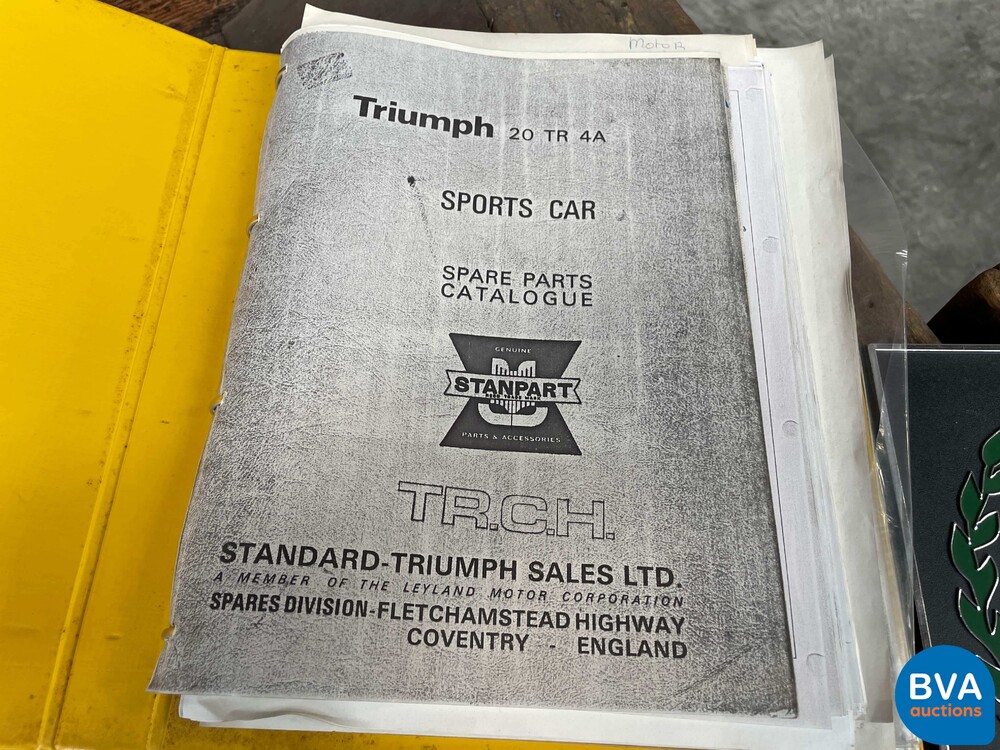 Motor
Triumph 20 TR 4A
SPORTS CAR
SPARE PARTS
CATALOGUE
GENUINE
STANPART
PARTS & ACCESSORIES
TR.C.H.
STANDARD-TRIUMPH SALES LTD.
A MEMBER OF THE LEYLAND MOTOR CORPORATION
SPARES DIVISION-FLETCHAMSTEAD HIGHWAY
COVENTRY - ENGLAND
BVA
auctions